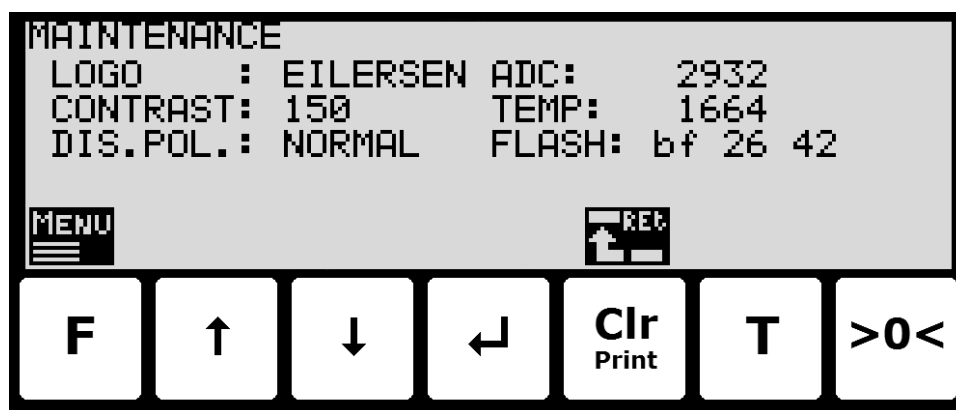 MAINTENANCE
LOGO : EILERSEN ADC: 2932
CONTRAST: 150 TEMP: 1664
DIS.POL.: NORMAL FLASH: bf 26 42
MENU REt
F ↑ ↓ ↵ Clr Print T >0<